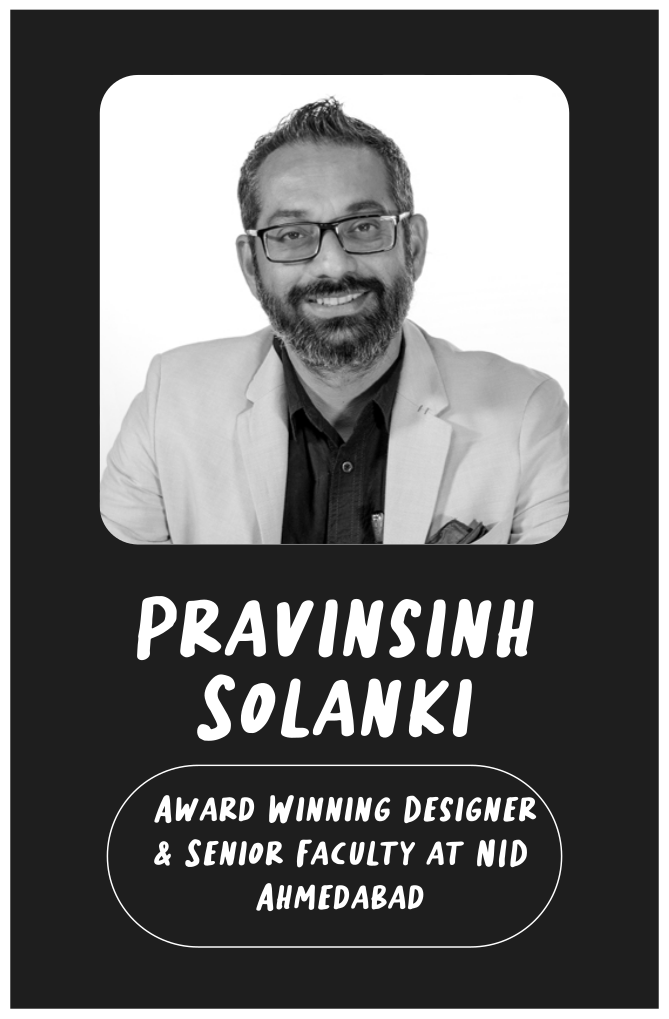 PRAVINSINH
SOLANKI
AWARD WINNING DESIGNER
& SENIOR FACULTY AT NID
AHMEDABAD